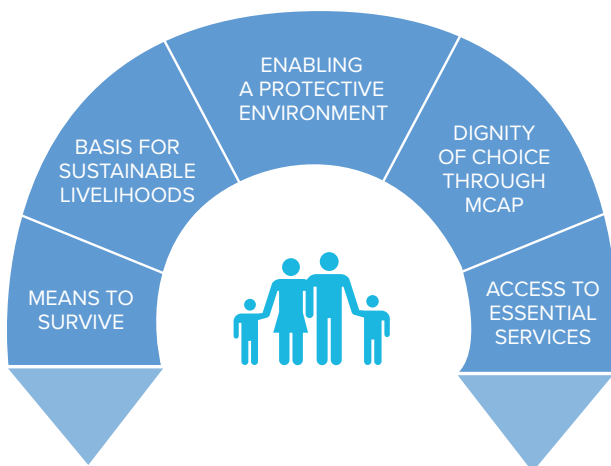 ENABLING
A PROTECTIVE
ENVIRONMENT
BASIS FOR
SUSTAINABLE
LIVELIHOODS
DIGNITY
OF CHOICE
THROUGH
MCAP
MEANS TO
SURVIVE
ACCESS TO
ESSENTIAL
SERVICES